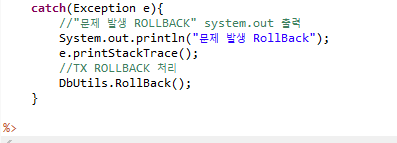 catch(Exception e){
//"문제 발생 ROLLBACK" system.out 출력
System.out.println("문제 발생 RollBack");
e.printStackTrace();
//TX ROLLBACK 처리
DbUtils.RollBack();
}
%>